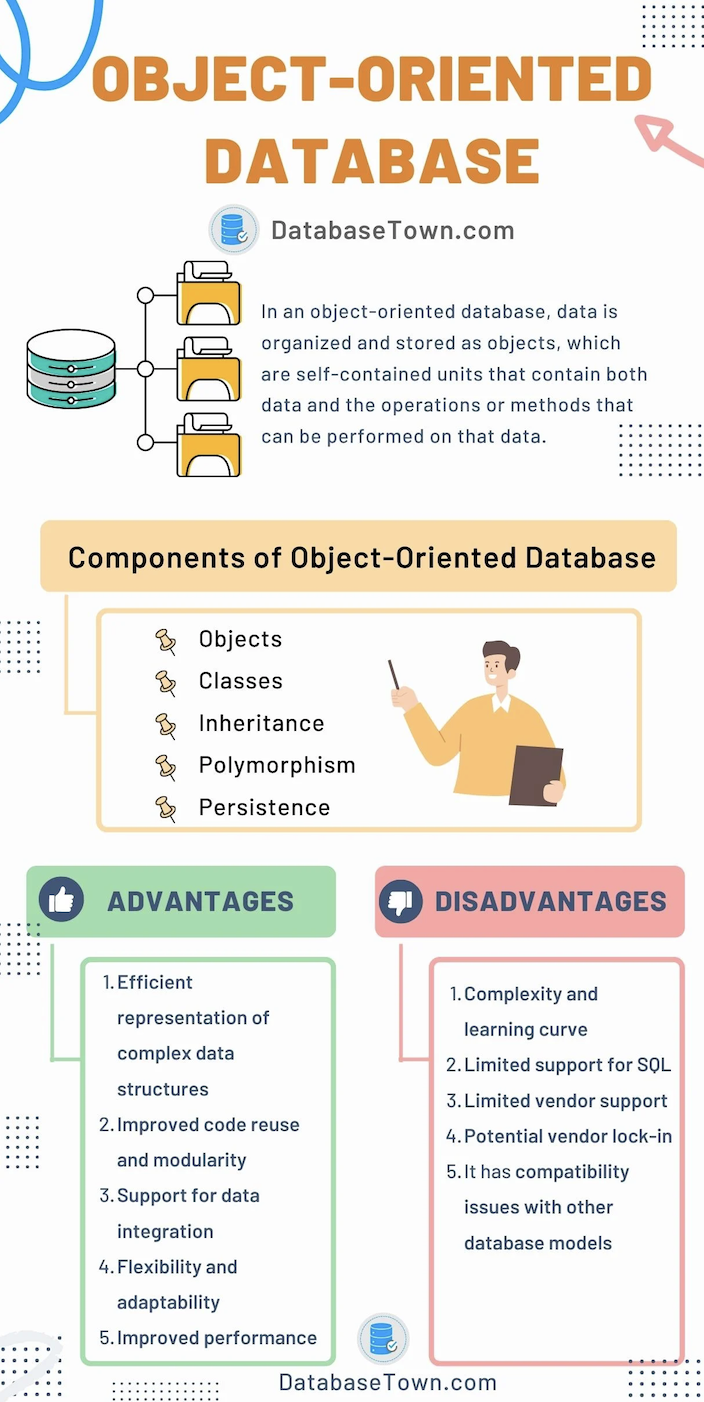 OBJECT-ORIENTED
DATABASE
DatabaseTown.com
In an object-oriented database, data is
organized and stored as objects, which
are self-contained units that contain both
data and the operations or methods that
can be performed on that data.
Components of Object-Oriented Database
Objects
Classes
Inheritance
Polymorphism
Persistence
ADVANTAGES
1. Efficient
representation of
complex data
structures
2. Improved code reuse
and modularity
3. Support for data
integration
4. Flexibility and
adaptability
5. Improved performance
DISADVANTAGES
1. Complexity and
learning curve
2. Limited support for SQL
3. Limited vendor support
4. Potential vendor lock-in
5. It has compatibility
issues with other
database models
DatabaseTown.com